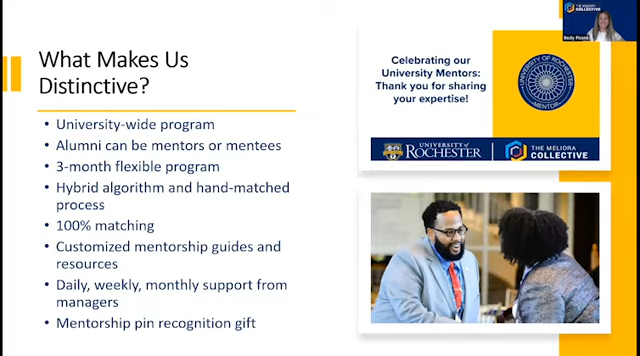 What Makes Us
Distinctive?
• University-wide program
• Alumni can be mentors or mentees
• 3-month flexible program
• Hybrid algorithm and hand-matched
process
• 100% matching
• Customized mentorship guides and
resources
• Daily, weekly, monthly support from
managers
• Mentorship pin recognition gift
Celebrating our
University Mentors:
Thank you for sharing
your expertise!
UNIVERSITY OF ROCHESTER
MENTOR
UNIVERSITY of
ROCHESTER
THE MELIORA
COLLECTIVE
THE MELIORA
COLLECTIVE